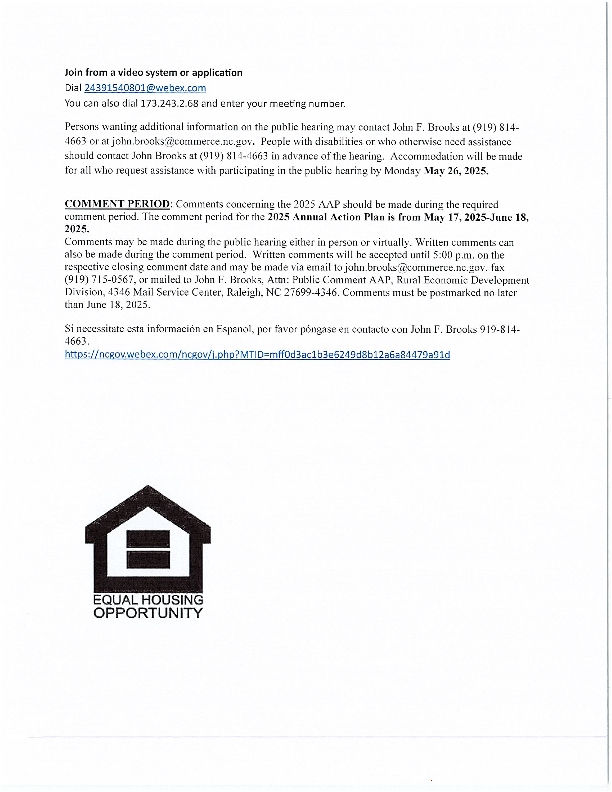 Join from a video system or application
Dial 24391540801@webex.com
You can also dial 173.243.2.68 and enter your meeting number.
Persons wanting additional information on the public hearing may contact John F. Brooks at (919) 814-
4663 or at john.brooks@commerce.nc.gov. People with disabilities or who otherwise need assistance
should contact John Brooks at (919) 814-4663 in advance of the hearing. Accommodation will be made
for all who request assistance with participating in the public hearing by Monday May 26, 2025.
COMMENT PERIOD: Comments concerning the 2025 AAP should be made during the required
comment period. The comment period for the 2025 Annual Action Plan is from May 17, 2025-June 18,
2025.
Comments may be made during the public hearing either in person or virtually. Written comments can
also be made during the comment period. Written comments will be accepted until 5:00 p.m. on the
respective closing comment date and may be made via email to john.brooks@commerce.nc.gov, fax
(919) 715-0567, or mailed to John F. Brooks, Attn: Public Comment AAP, Rural Economic Development
Division, 4346 Mail Service Center, Raleigh, NC 27699-4346. Comments must be postmarked no later
than June 18, 2025.
Si necessitate esta información en Espanol, por favor póngase en contacto con John F. Brooks 919-814-
4663.
https://ncgov.webex.com/ncgov/j.php?MTID=mff0d3ac1b3e6249d8b12a6a84479a91d
EQUAL HOUSING
OPPORTUNITY